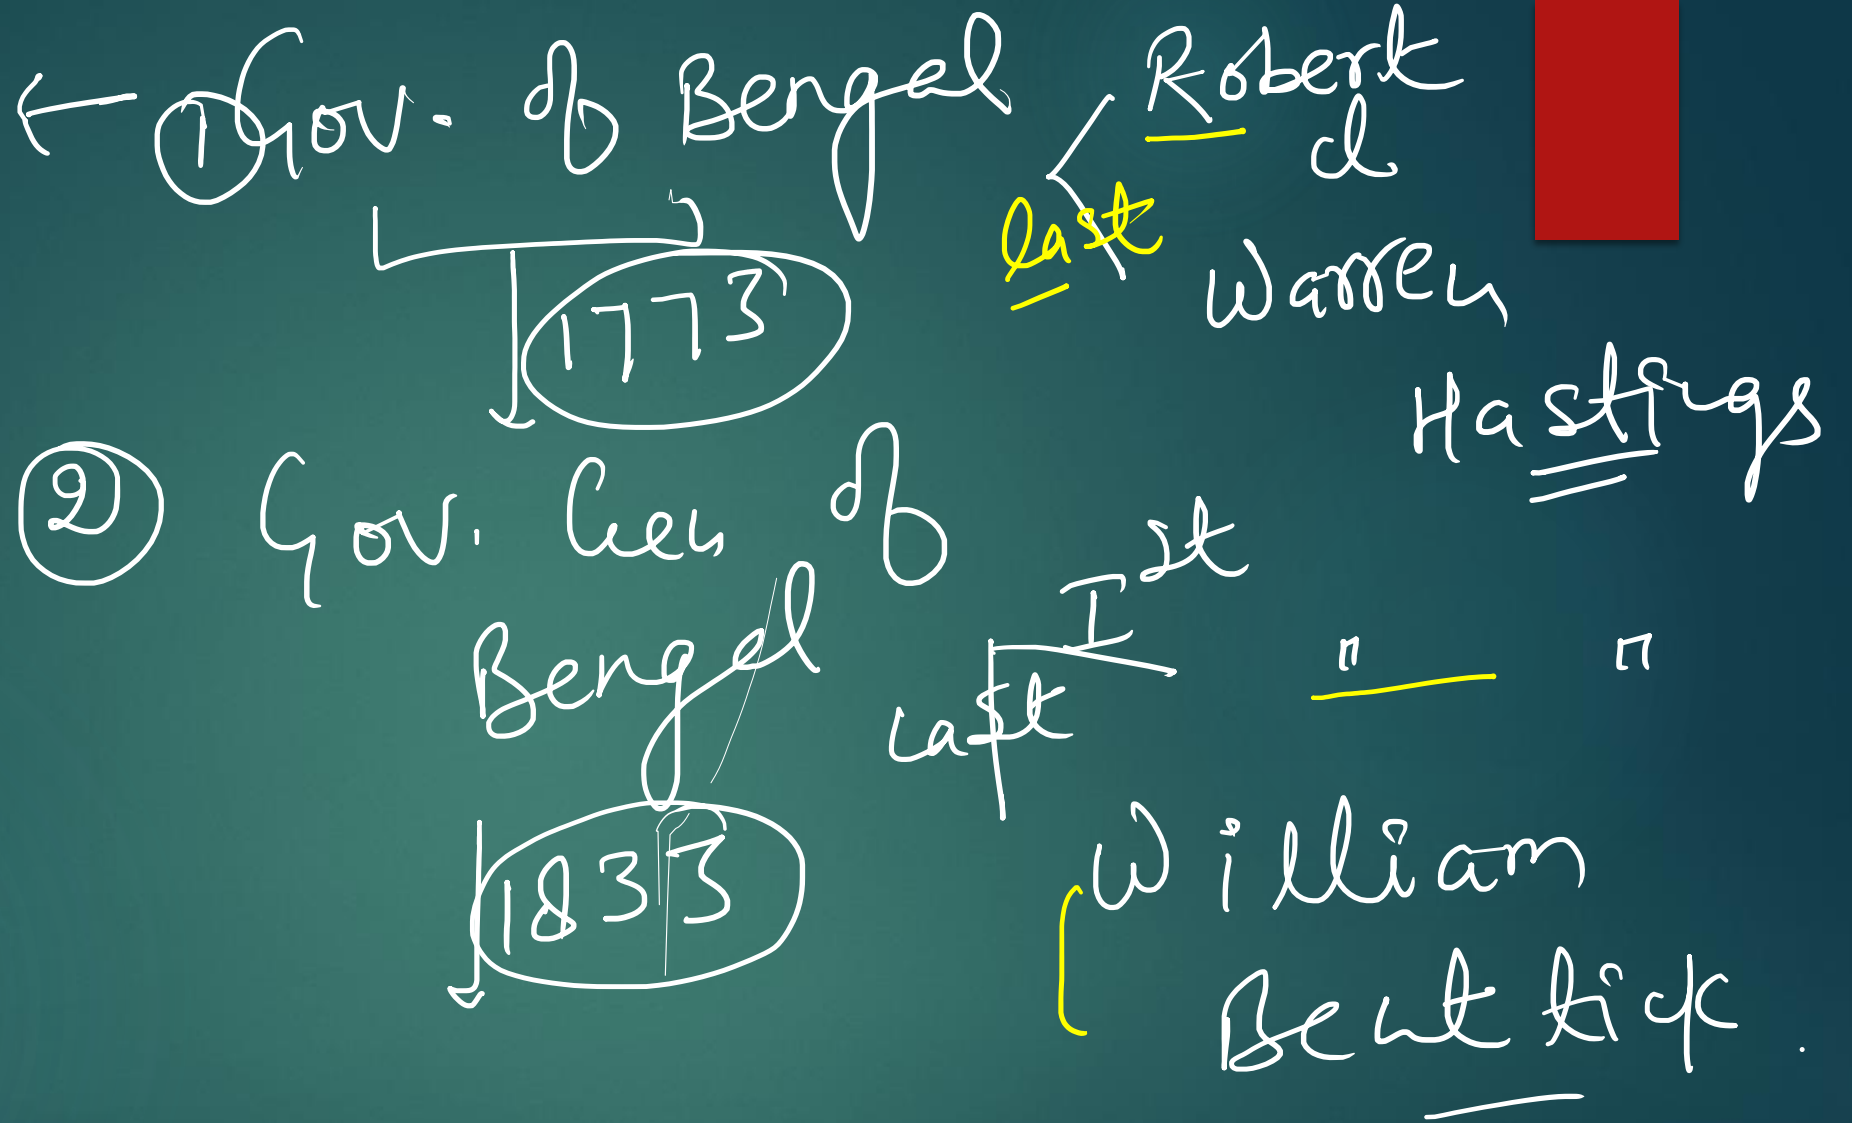 ← ① Gov. of Bengal Robert
cl
last Warren
1773
Hastings
② Gov. Gen of
Ist
Bengal " "
Last
William
1833
Bentick.